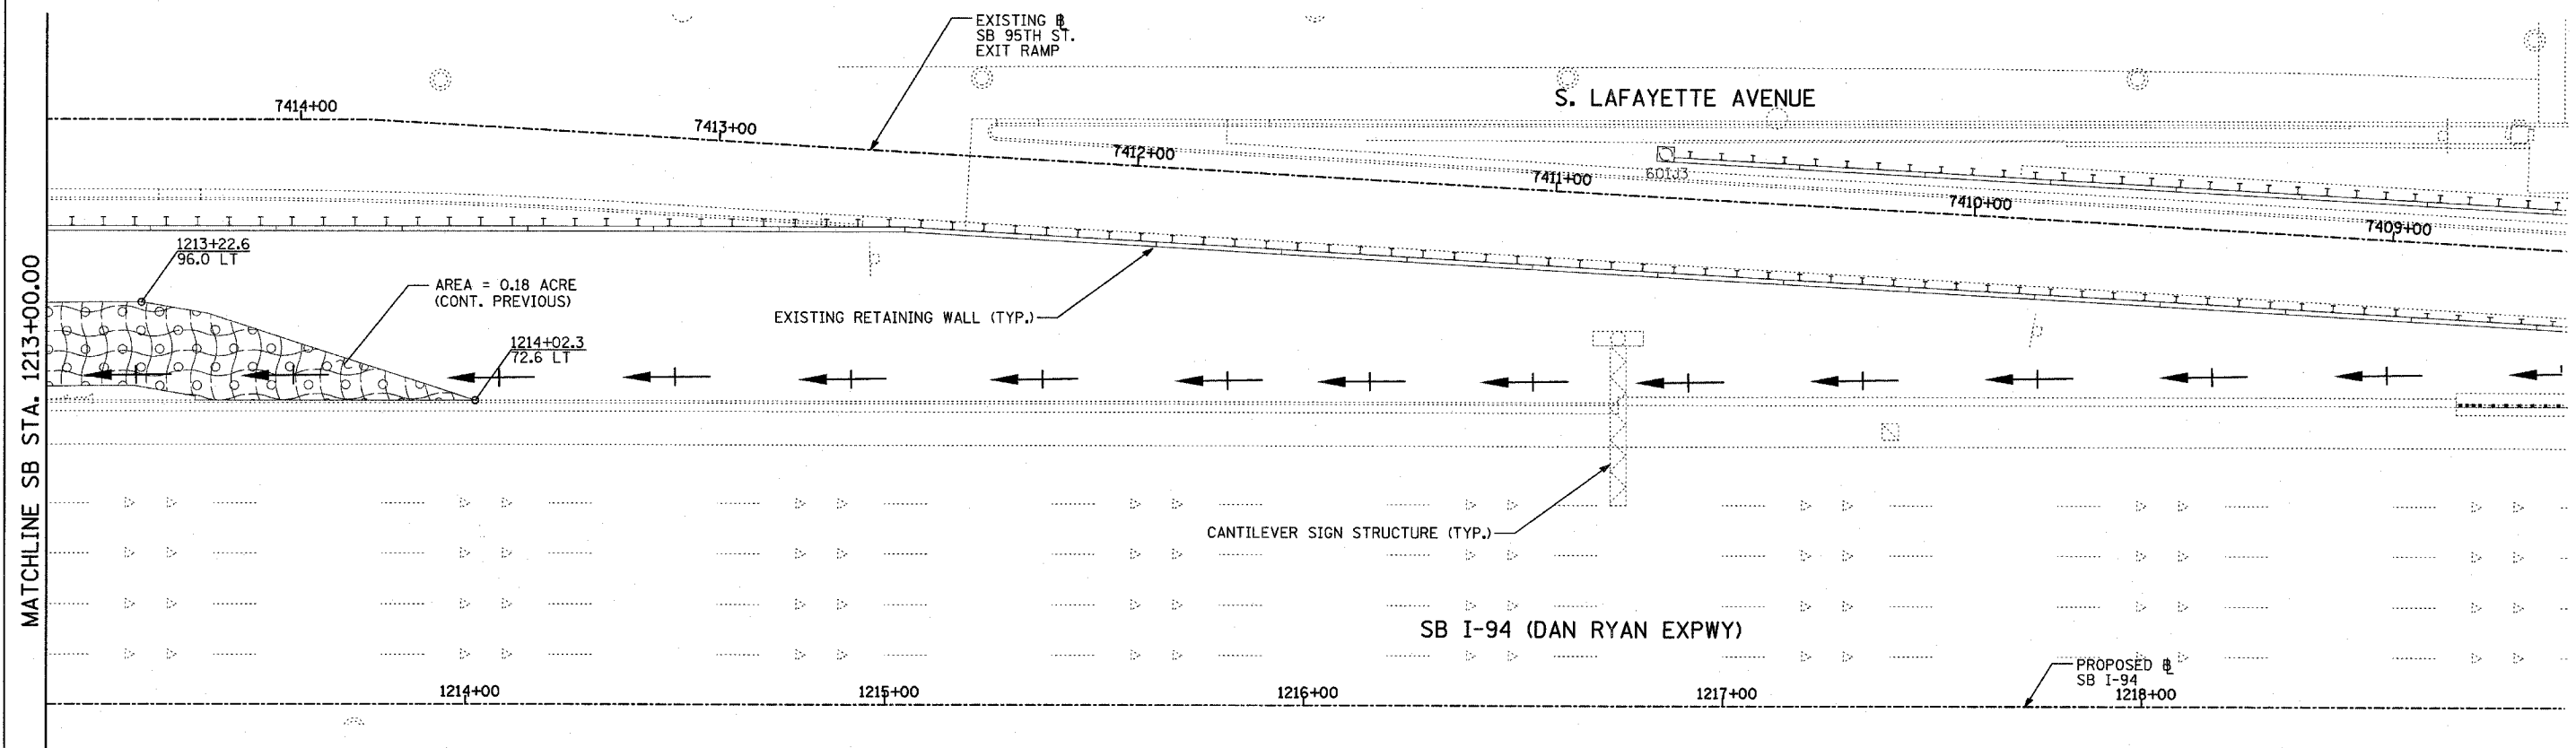 EXISTING ℄
SB 95TH ST.
EXIT RAMP
S. LAFAYETTE AVENUE
7414+00
7413+00
7412+00
7411+00
7410+00
7409+00
601J3
1213+22.6
96.0 LT
AREA = 0.18 ACRE
(CONT. PREVIOUS)
EXISTING RETAINING WALL (TYP.)
1214+02.3
72.6 LT
MATCHLINE SB STA. 1213+00.00
CANTILEVER SIGN STRUCTURE (TYP.)
SB I-94 (DAN RYAN EXPWY)
PROPOSED ℄
SB I-94
1214+00
1215+00
1216+00
1217+00
1218+00